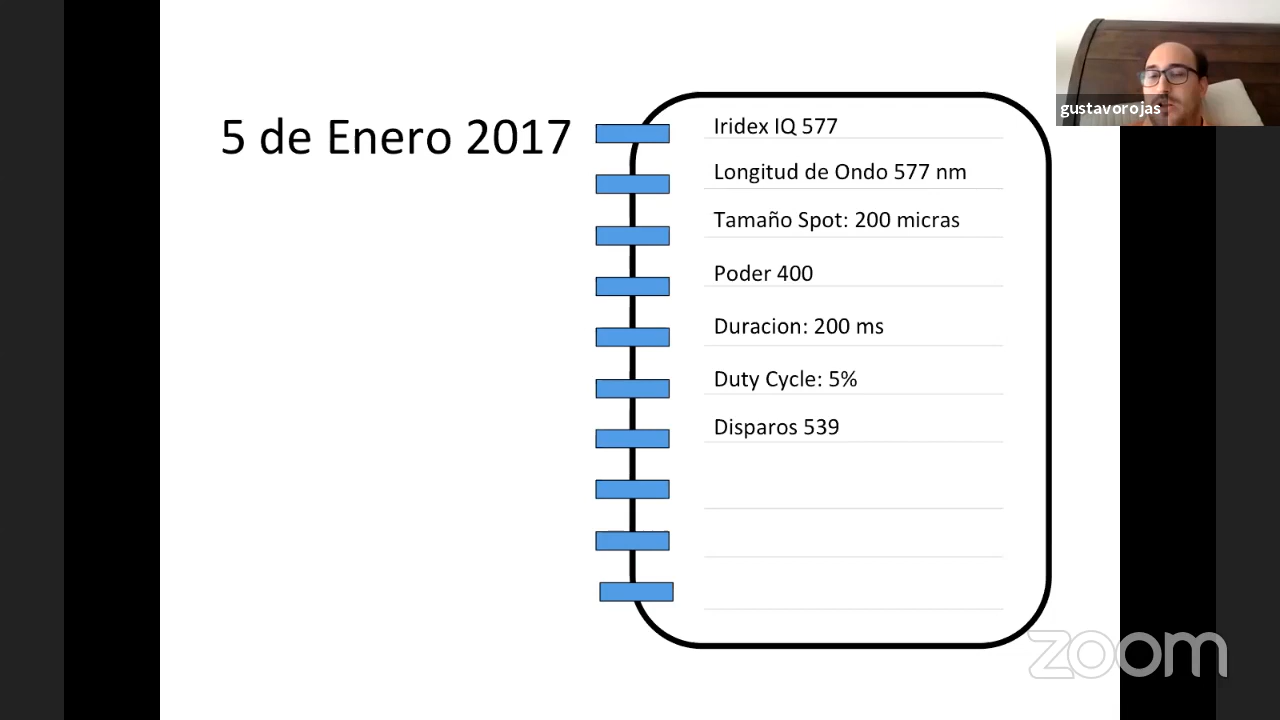 gustavorojas
5 de Enero 2017
Iridex IQ 577
Longitud de Ondo 577 nm
Tamaño Spot: 200 micras
Poder 400
Duracion: 200 ms
Duty Cycle: 5%
Disparos 539
zoom